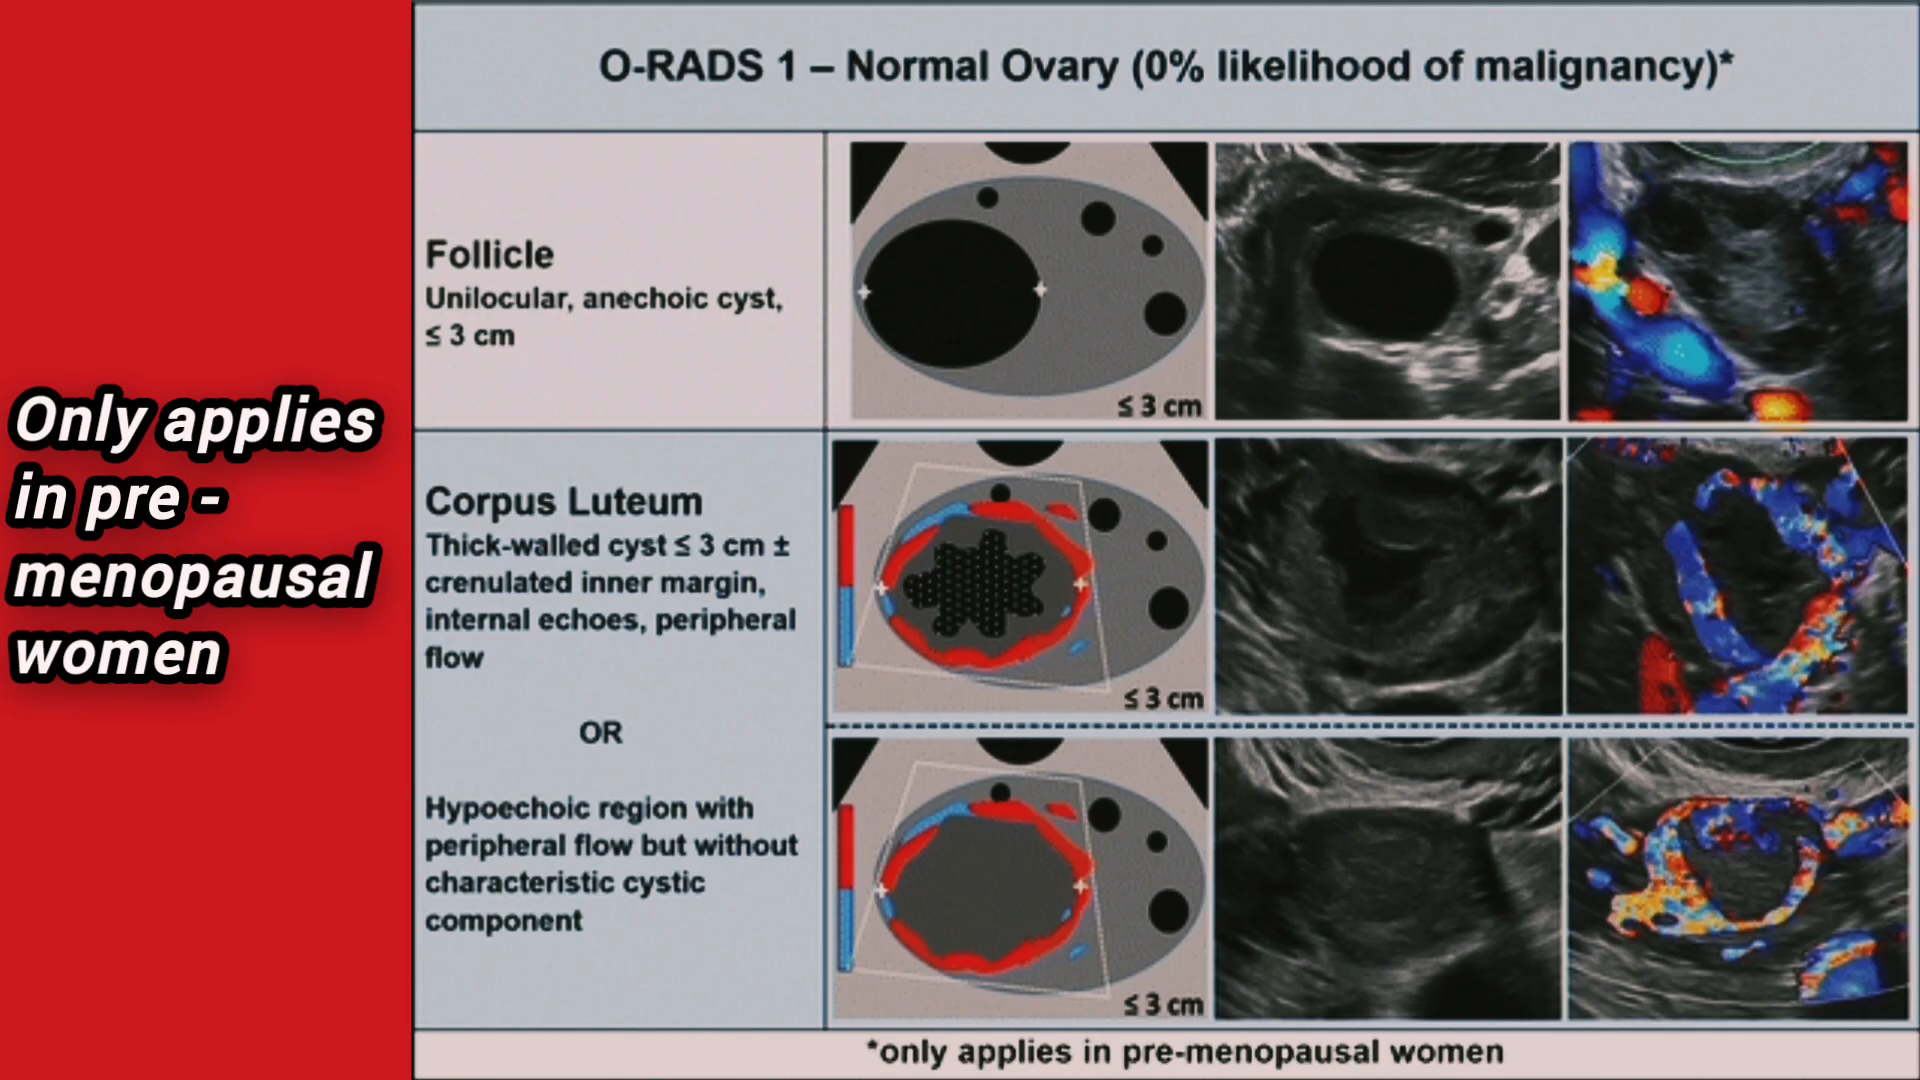 Only applies
in pre -
menopausal
women
O-RADS 1 – Normal Ovary (0% likelihood of malignancy)*
Follicle
Unilocular, anechoic cyst,
≤ 3 cm
≤ 3 cm
Corpus Luteum
Thick-walled cyst ≤ 3 cm ±
crenulated inner margin,
internal echoes, peripheral
flow
≤ 3 cm
OR
Hypoechoic region with
peripheral flow but without
characteristic cystic
component
≤ 3 cm
*only applies in pre-menopausal women